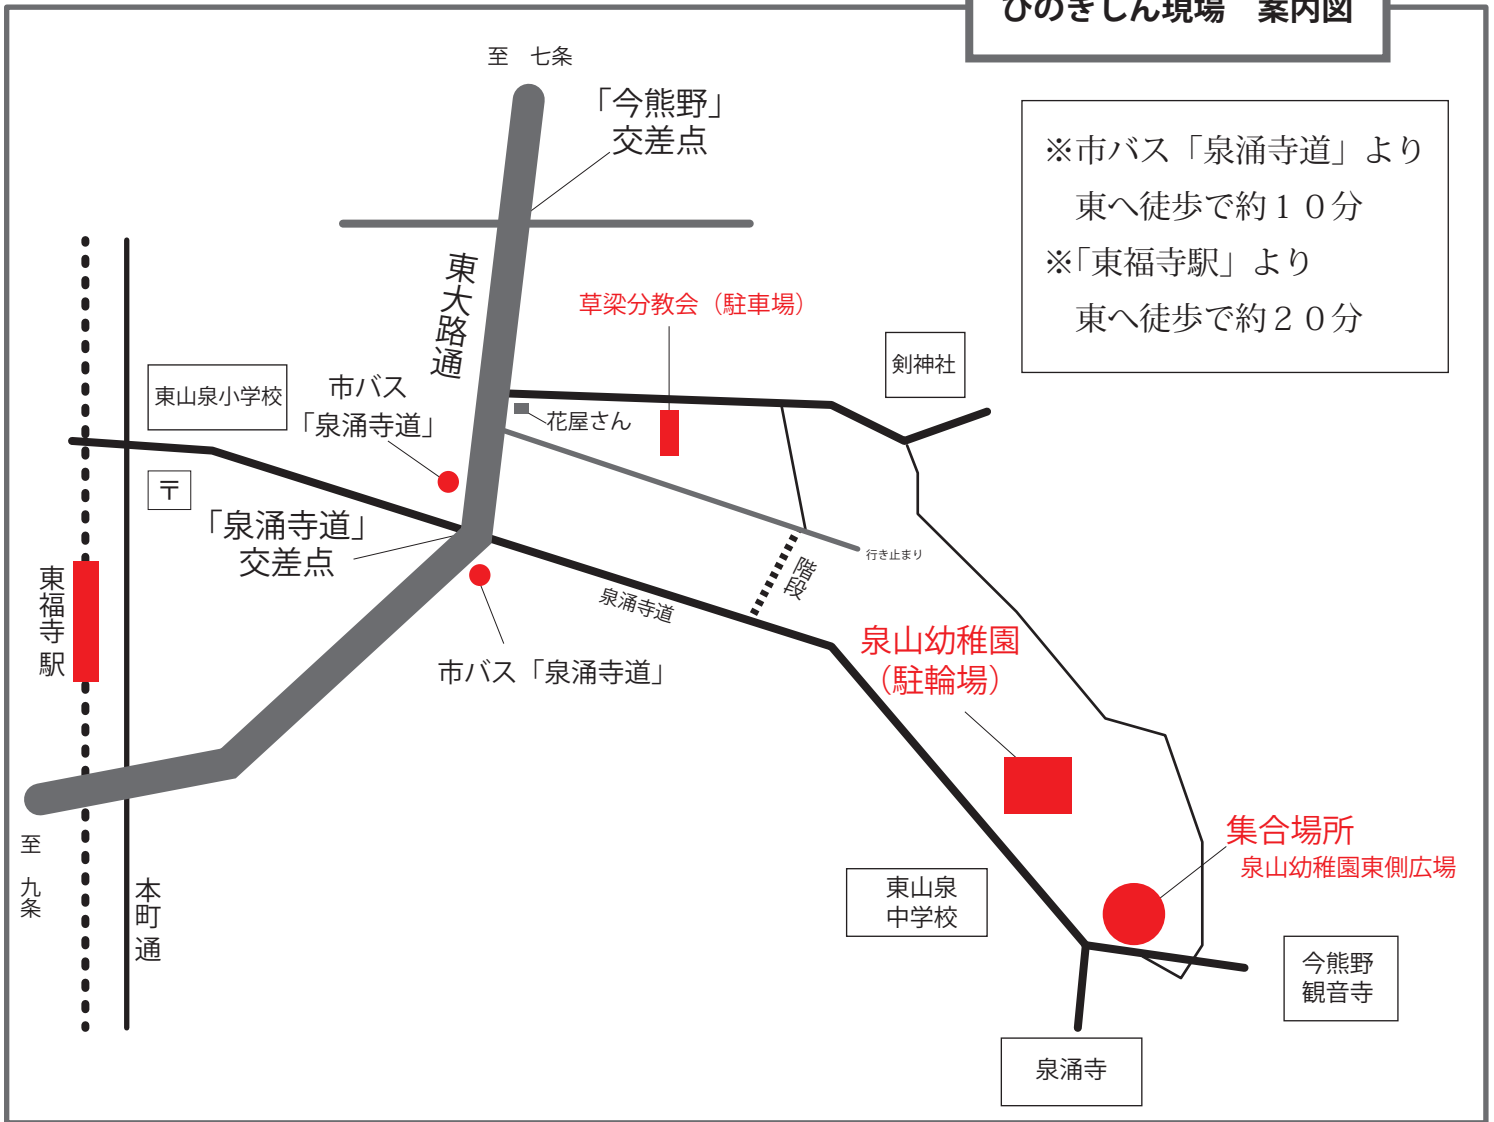 ひのきしん現場　案内図
至　七条
「今熊野」
交差点
※市バス「泉涌寺道」より
東へ徒歩で約１０分
※「東福寺駅」より
東へ徒歩で約２０分
東大路通
草梁分教会（駐車場）
剣神社
東山泉小学校
市バス
「泉涌寺道」
花屋さん
〒
「泉涌寺道」
交差点
行き止まり
階段
東福寺駅
泉涌寺道
市バス「泉涌寺道」
泉山幼稚園
（駐輪場）
集合場所
泉山幼稚園東側広場
至　九条
本町通
東山泉
中学校
今熊野
観音寺
泉涌寺